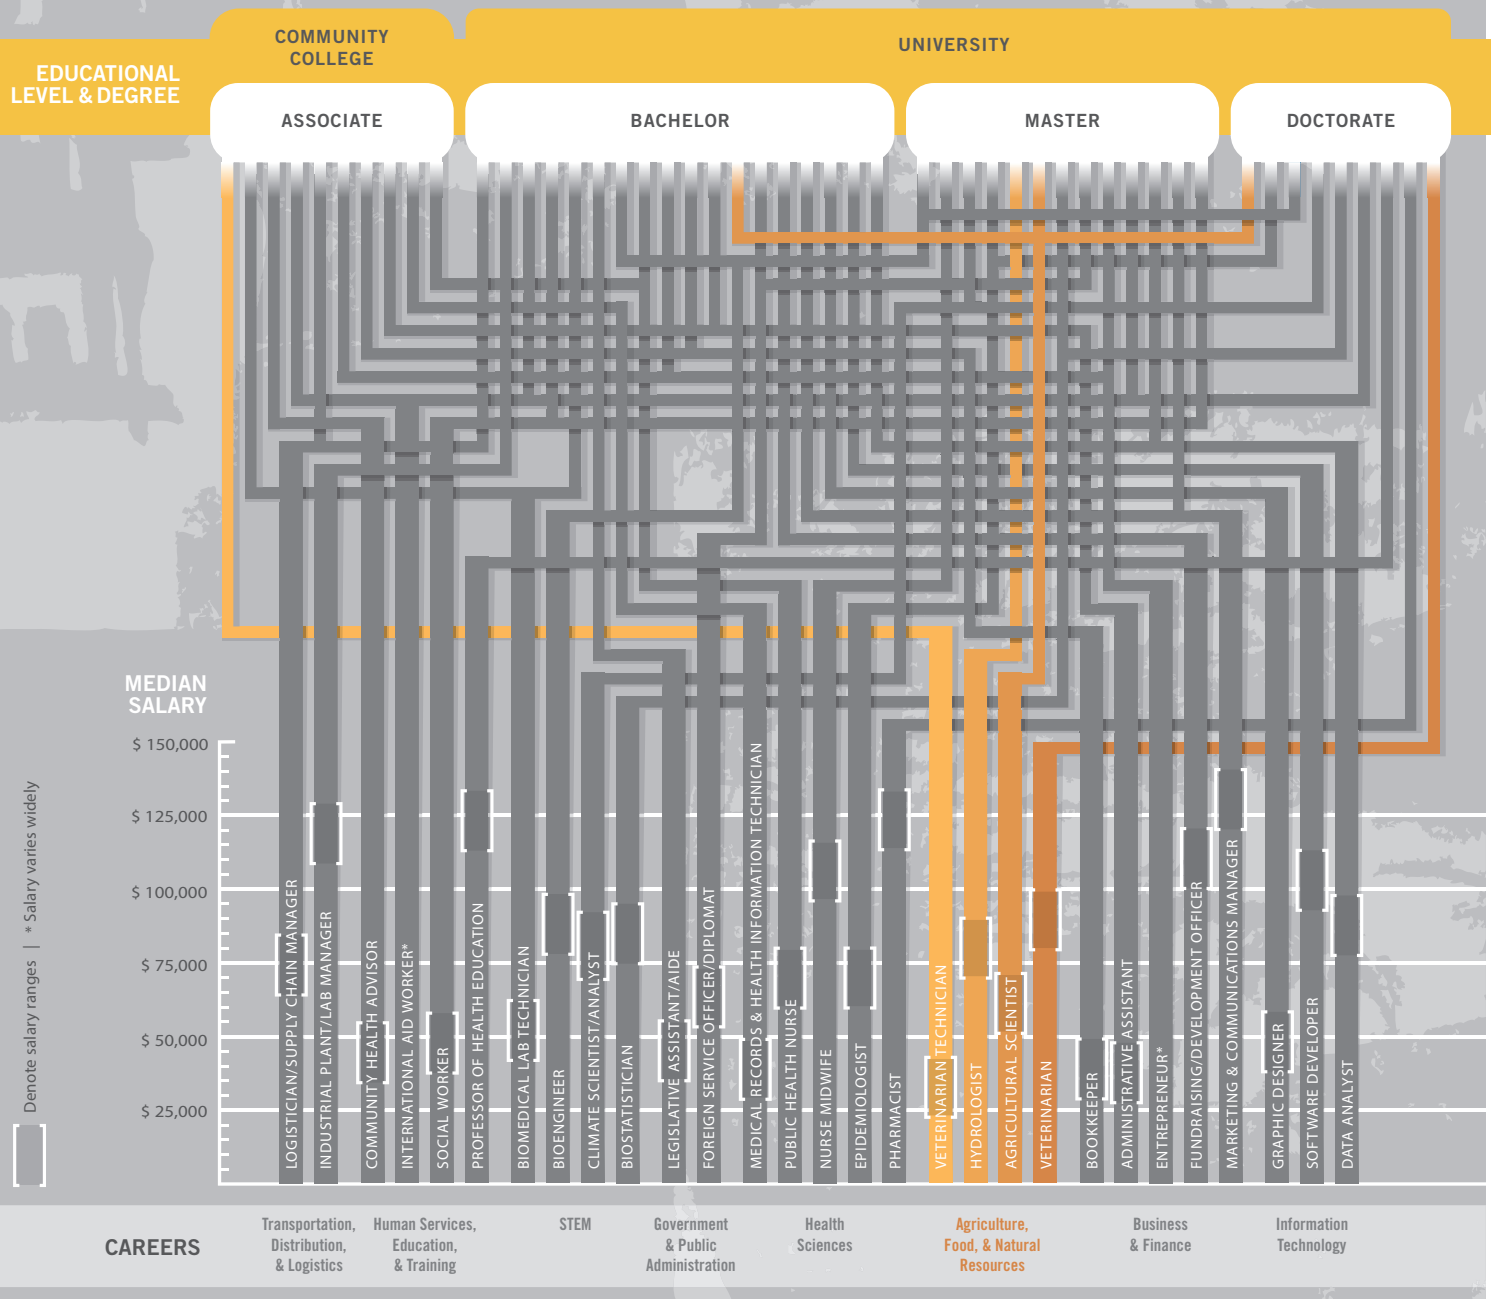 COMMUNITY
COLLEGE
UNIVERSITY
EDUCATIONAL
LEVEL & DEGREE
ASSOCIATE
BACHELOR
MASTER
DOCTORATE
MEDIAN
SALARY
$ 150,000
$ 125,000
$ 100,000
$ 75,000
$ 50,000
$ 25,000
Denote salary ranges | * Salary varies widely
LOGISTICIAN/SUPPLY CHAIN MANAGER
INDUSTRIAL PLANT/LAB MANAGER
COMMUNITY HEALTH ADVISOR
INTERNATIONAL AID WORKER*
SOCIAL WORKER
PROFESSOR OF HEALTH EDUCATION
BIOMEDICAL LAB TECHNICIAN
BIOENGINEER
CLIMATE SCIENTIST/ANALYST
BIOSTATISTICIAN
LEGISLATIVE ASSISTANT/AIDE
FOREIGN SERVICE OFFICER/DIPLOMAT
MEDICAL RECORDS & HEALTH INFORMATION TECHNICIAN
PUBLIC HEALTH NURSE
NURSE MIDWIFE
EPIDEMIOLOGIST
PHARMACIST
VETERINARIAN TECHNICIAN
HYDROLOGIST
AGRICULTURAL SCIENTIST
VETERINARIAN
BOOKKEEPER
ADMINISTRATIVE ASSISTANT
ENTREPRENEUR*
FUNDRAISING/DEVELOPMENT OFFICER
MARKETING & COMMUNICATIONS MANAGER
GRAPHIC DESIGNER
SOFTWARE DEVELOPER
DATA ANALYST
CAREERS
Transportation,
Distribution,
& Logistics
Human Services,
Education,
& Training
STEM
Government
& Public
Administration
Health
Sciences
Agriculture,
Food, & Natural
Resources
Business
& Finance
Information
Technology